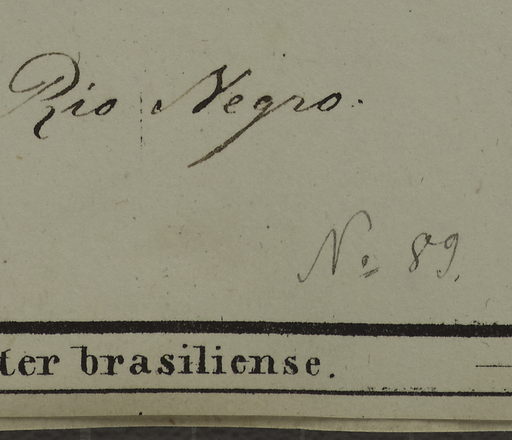 Rio Negro.
No 89.
ter brasiliense.